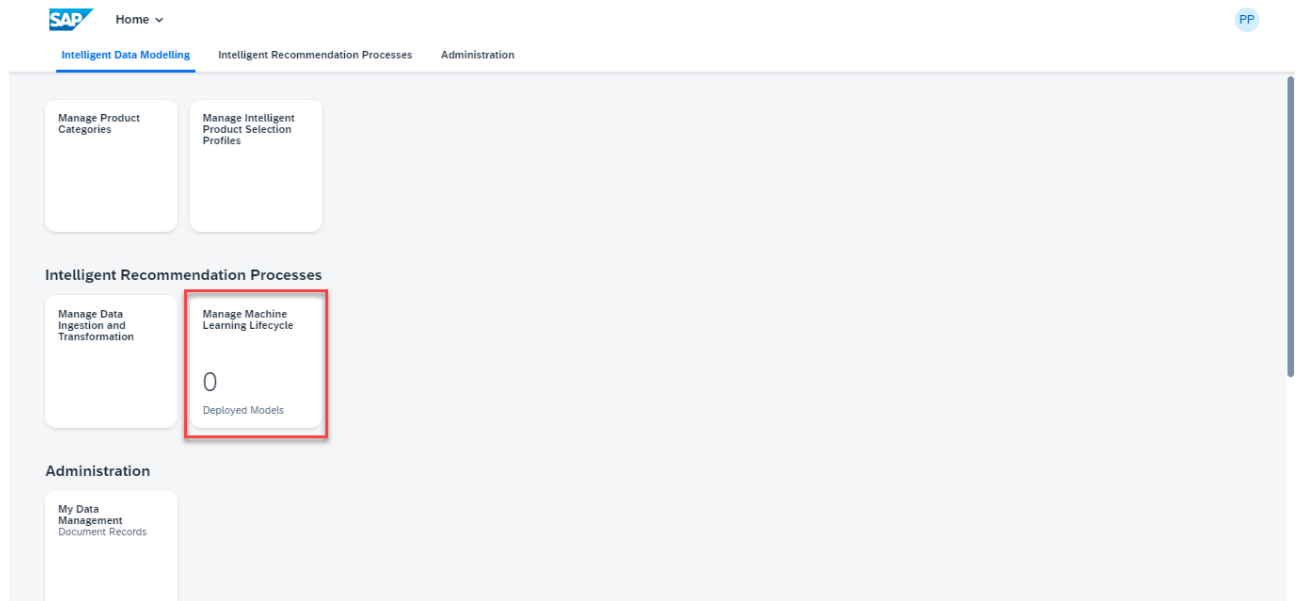 SAP
Home
PP
Intelligent Data Modelling
Intelligent Recommendation Processes
Administration
Manage Product
Categories
Manage Intelligent
Product Selection
Profiles
Intelligent Recommendation Processes
Manage Data
Ingestion and
Transformation
Manage Machine
Learning Lifecycle
0
Deployed Models
Administration
My Data
Management
Document Records